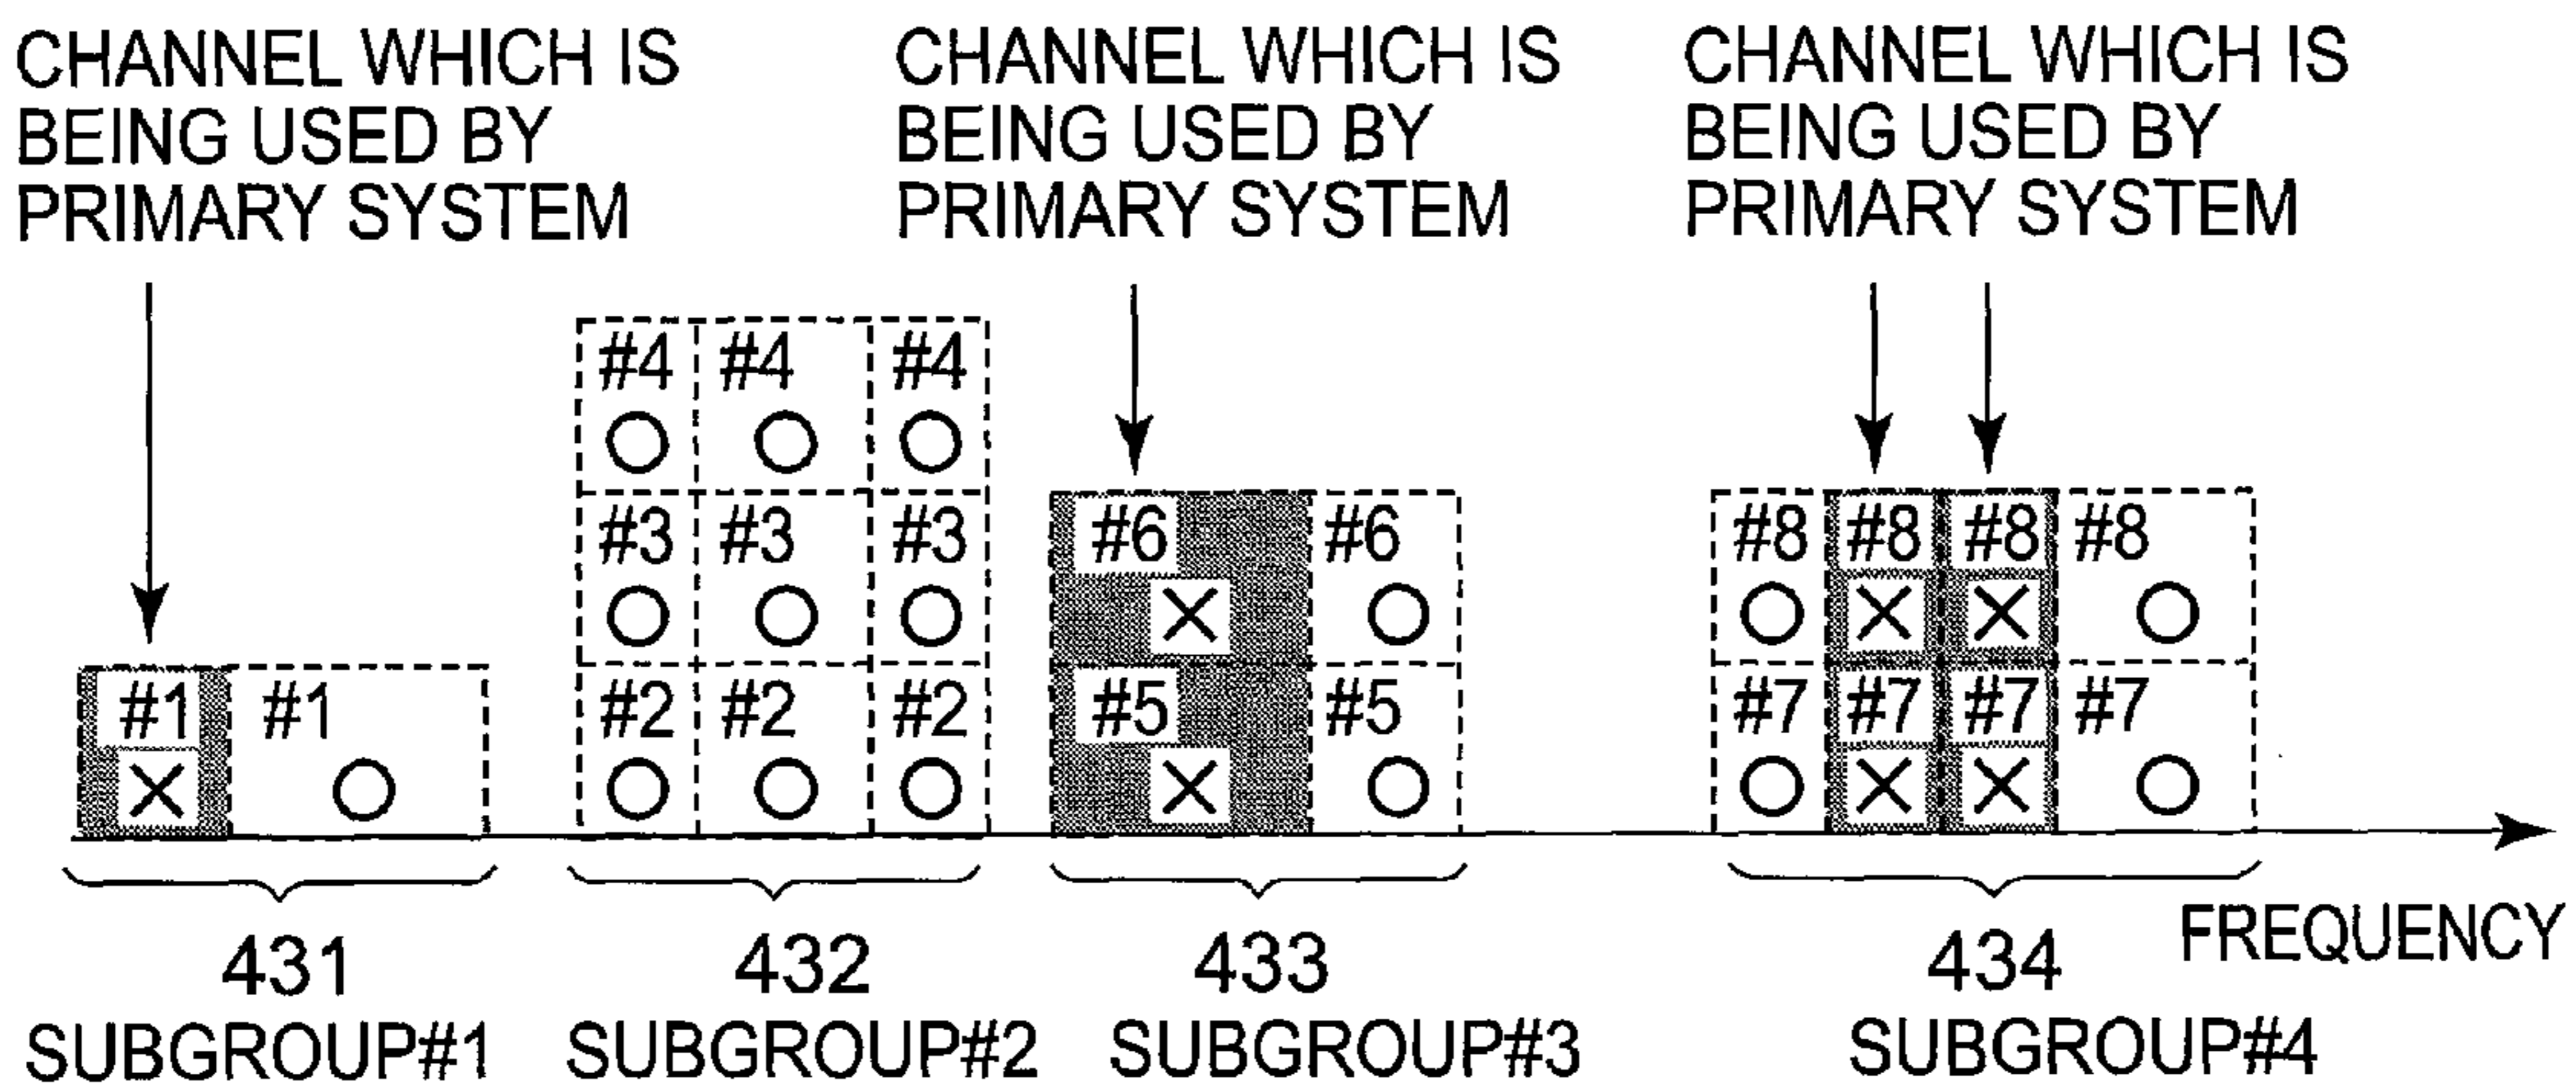 CHANNEL WHICH IS
BEING USED BY
PRIMARY SYSTEM
CHANNEL WHICH IS
BEING USED BY
PRIMARY SYSTEM
CHANNEL WHICH IS
BEING USED BY
PRIMARY SYSTEM
#4 #4 #4
#3 #3 #3 #6 #6 #8 #8 #8 #8
#1 #1 #2 #2 #2 #5 #5 #7 #7 #7 #7
FREQUENCY
431 432 433 434
SUBGROUP#1 SUBGROUP#2 SUBGROUP#3 SUBGROUP#4